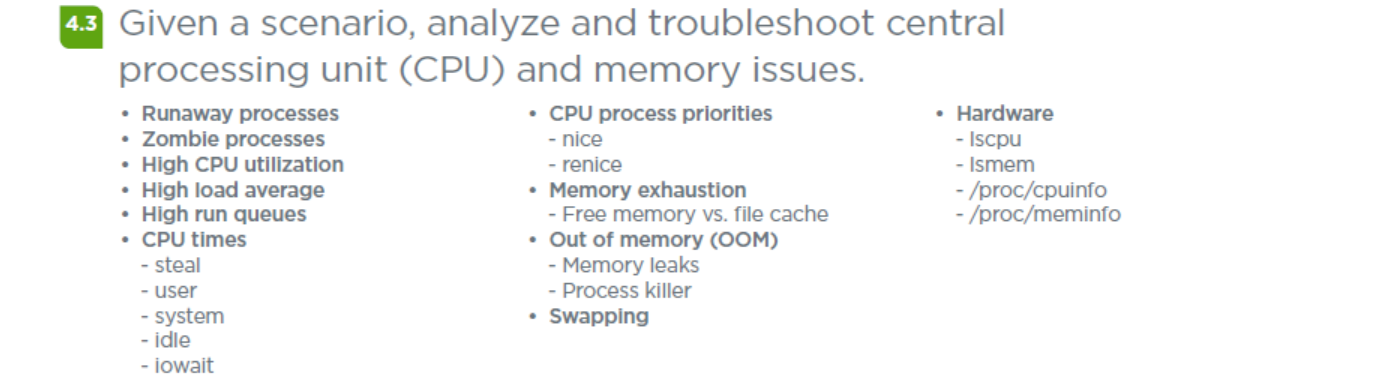 4.3 Given a scenario, analyze and troubleshoot central
processing unit (CPU) and memory issues.
• Runaway processes
• Zombie processes
• High CPU utilization
• High load average
• High run queues
• CPU times
- steal
- user
- system
- idle
- iowait
• CPU process priorities
- nice
- renice
• Memory exhaustion
- Free memory vs. file cache
• Out of memory (OOM)
- Memory leaks
- Process killer
• Swapping
• Hardware
- lscpu
- lsmem
- /proc/cpuinfo
- /proc/meminfo